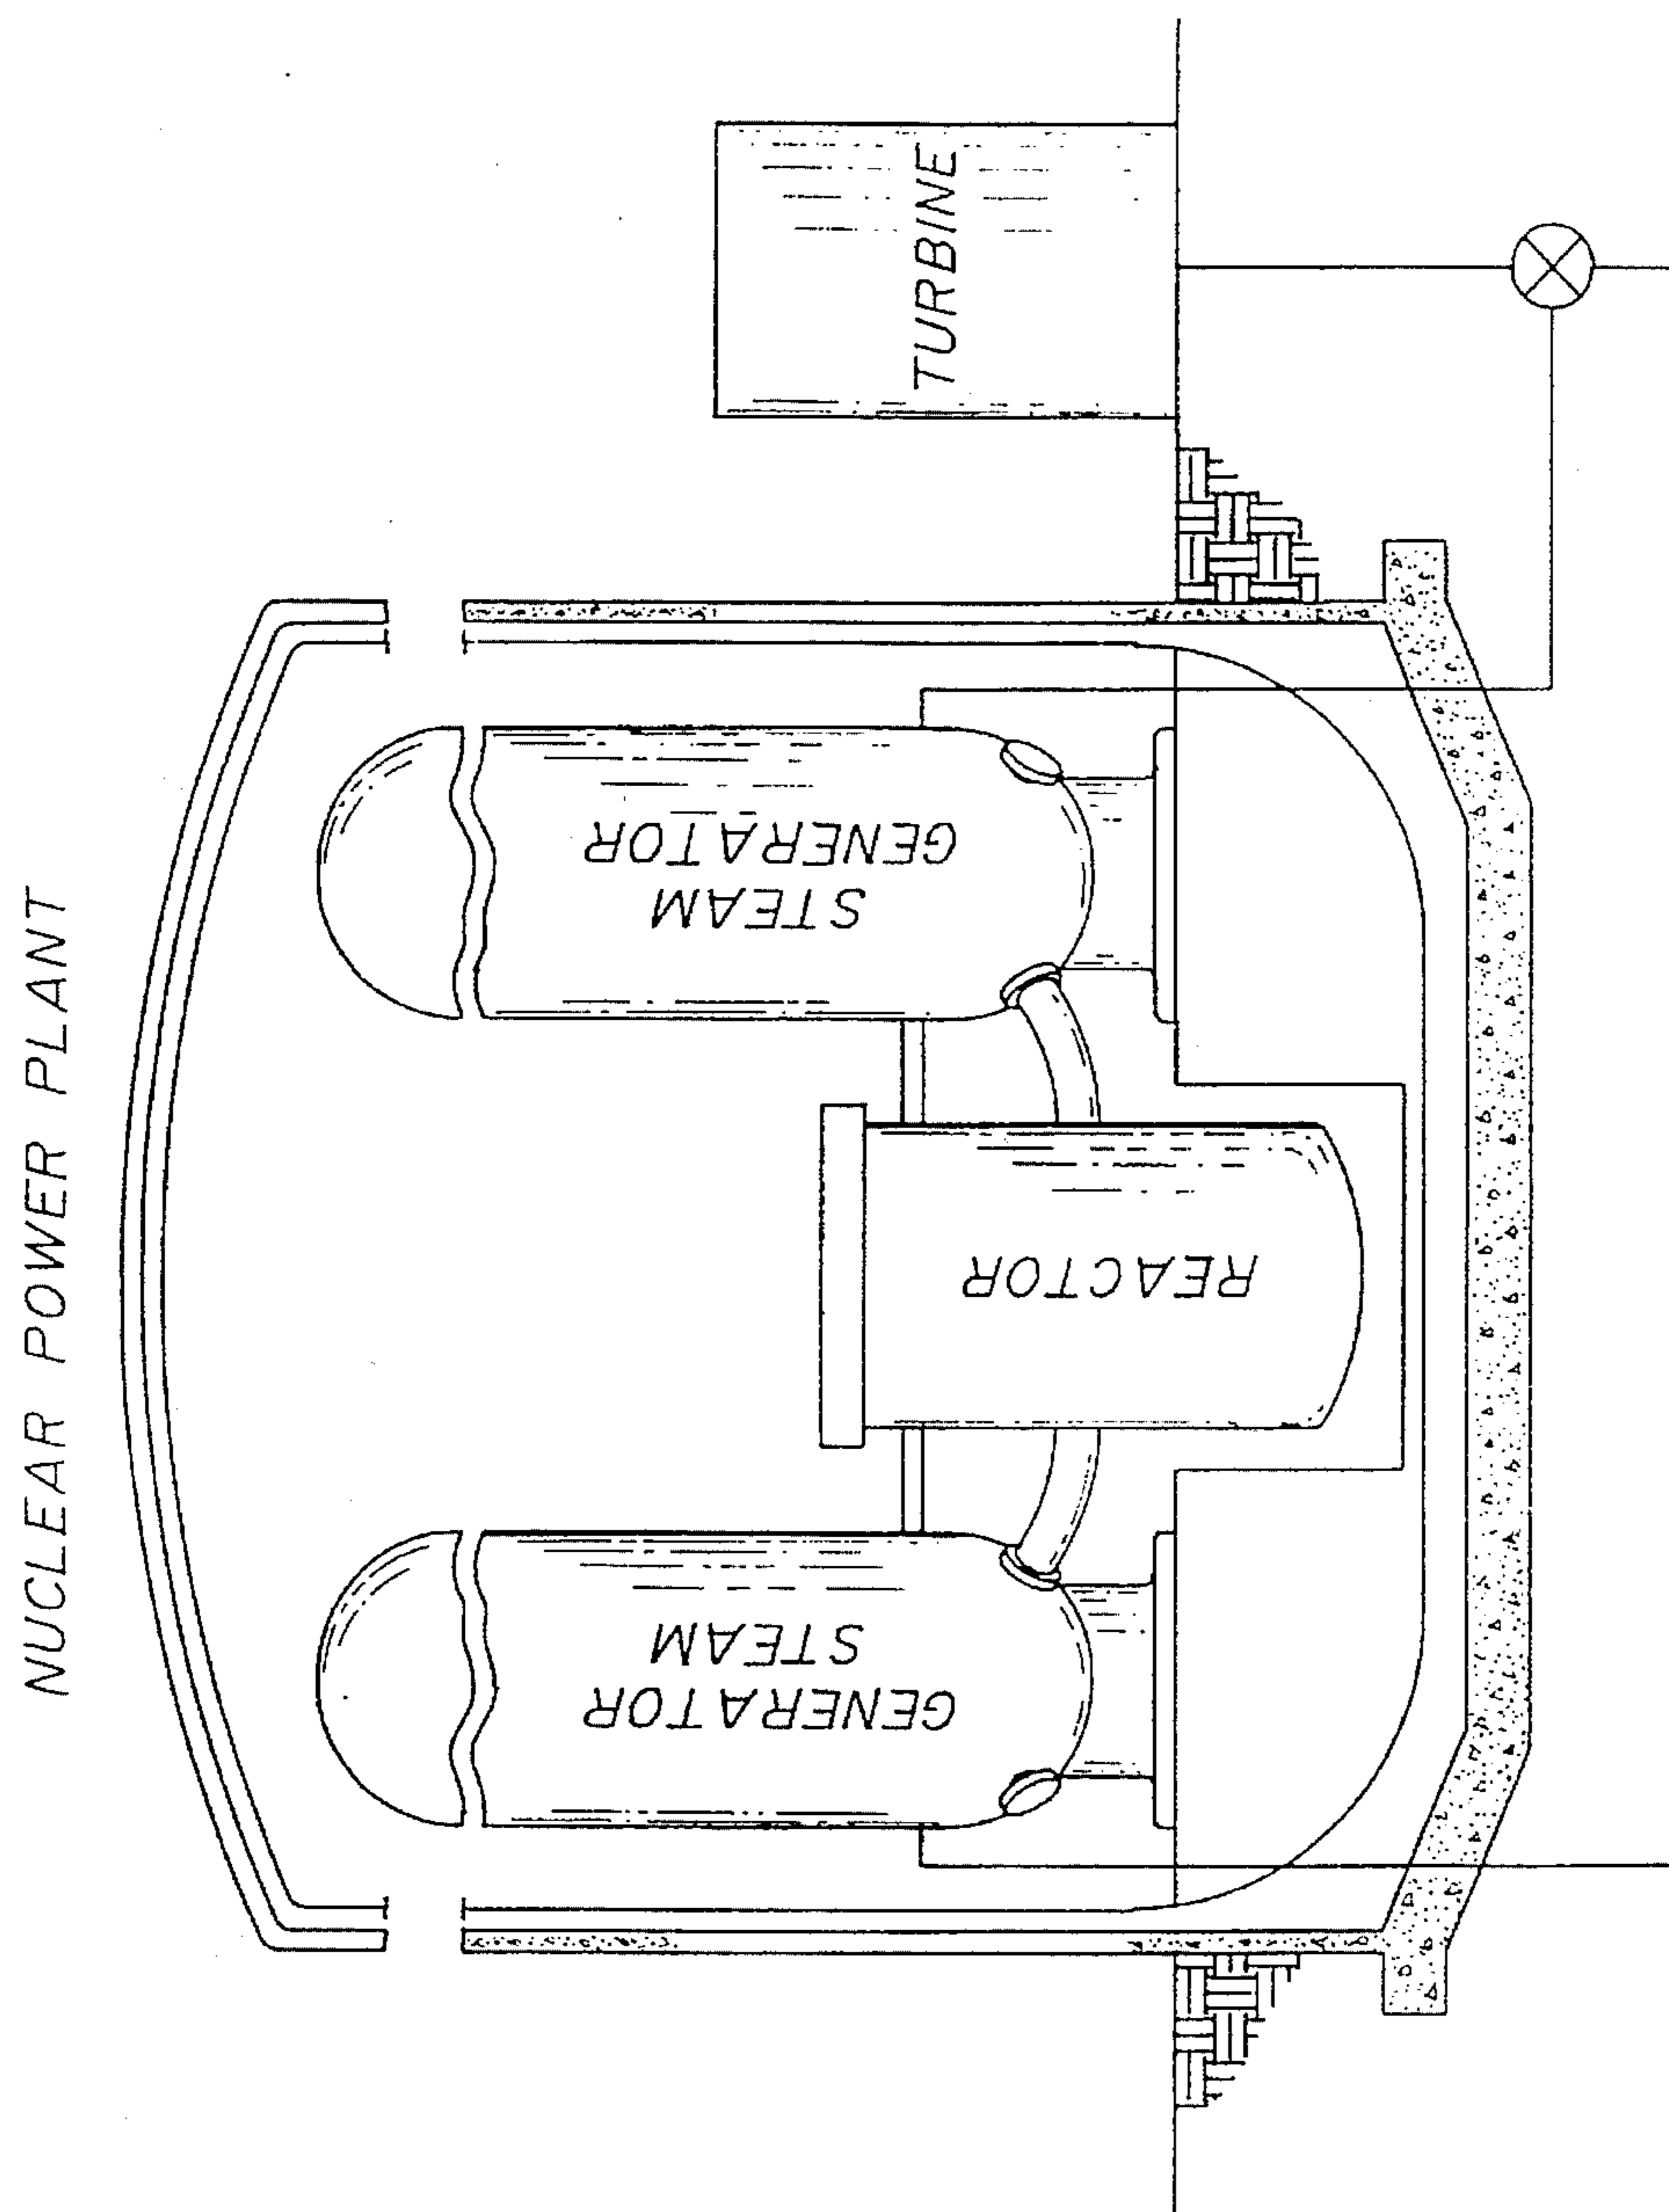 NUCLEAR POWER PLANT
STEAM
GENERATOR
REACTOR
STEAM
GENERATOR
TURBINE